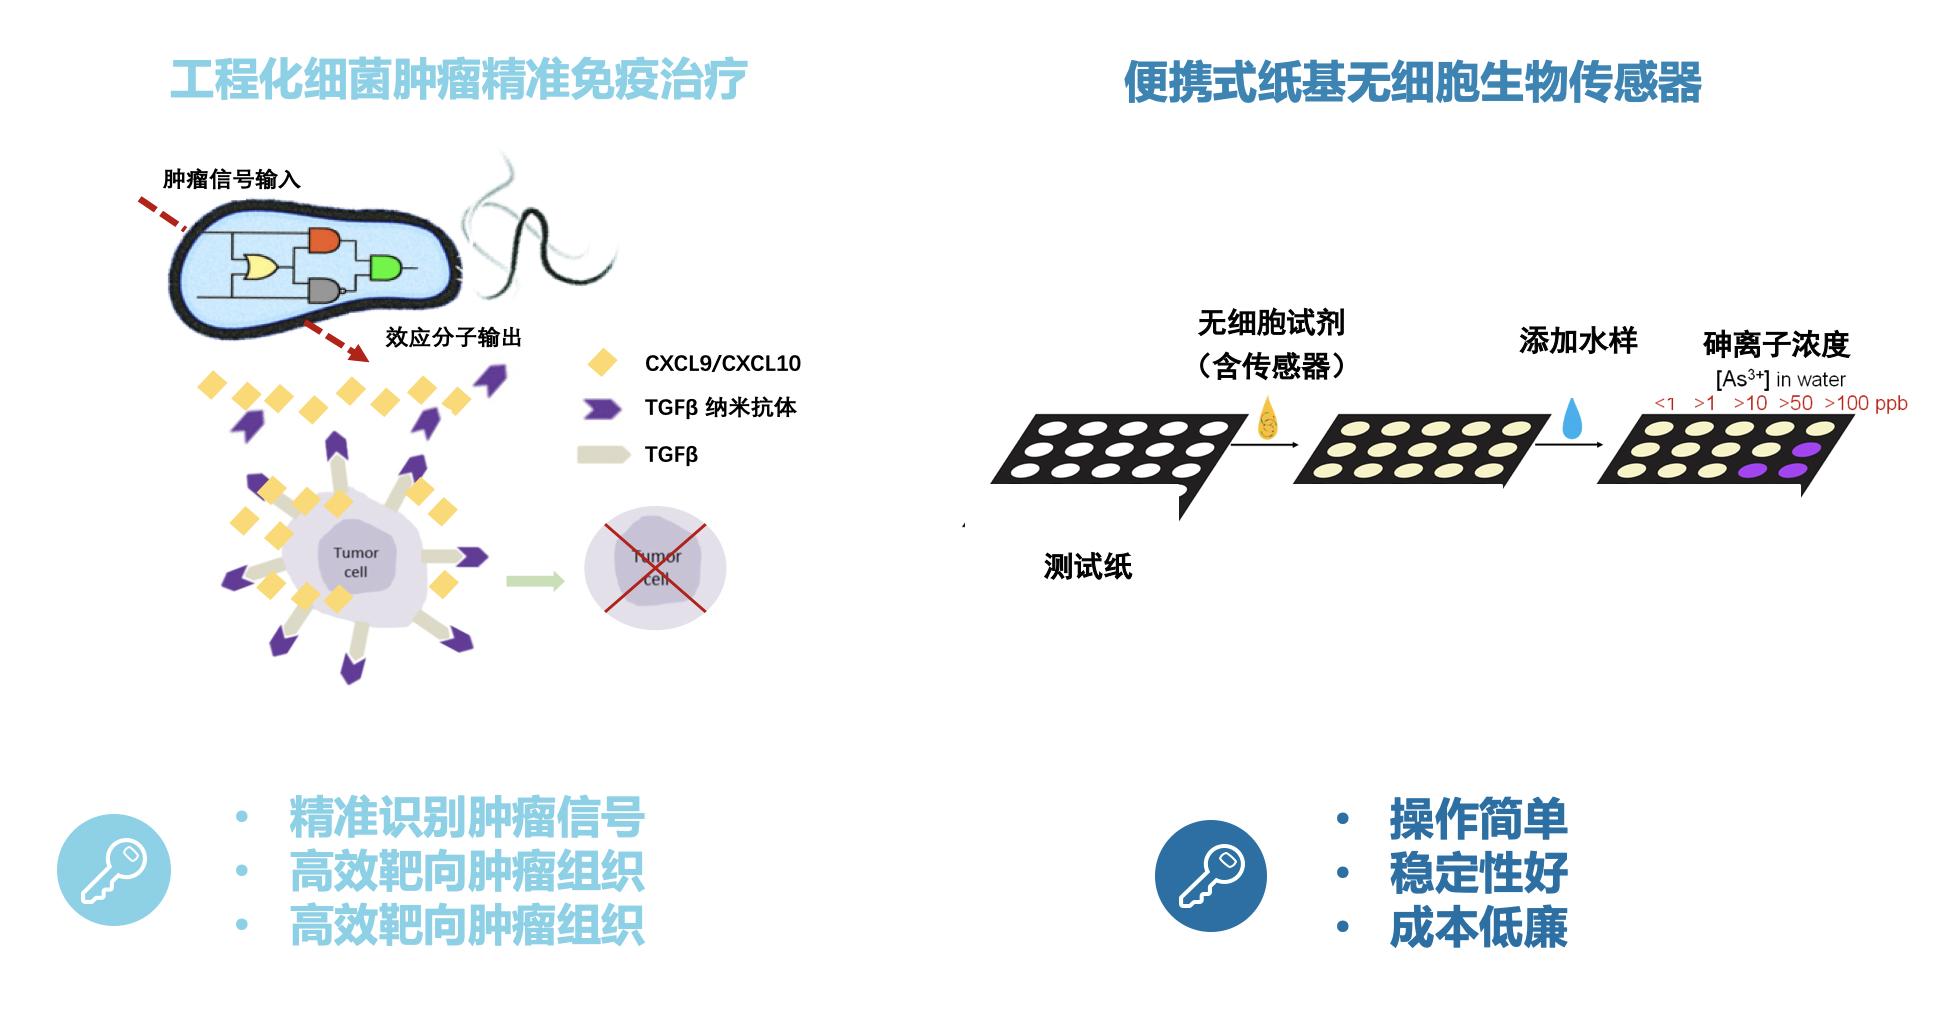 工程化细菌肿瘤精准免疫治疗
肿瘤信号输入
效应分子输出
CXCL9/CXCL10
TGFβ 纳米抗体
TGFβ
Tumor
cell
Tumor
cell
• 精准识别肿瘤信号
• 高效靶向肿瘤组织
• 高效靶向肿瘤组织
便携式纸基无细胞生物传感器
无细胞试剂
（含传感器）
添加水样
砷离子浓度
[As³⁺] in water
<1 >1 >10 >50 >100 ppb
测试纸
• 操作简单
• 稳定性好
• 成本低廉